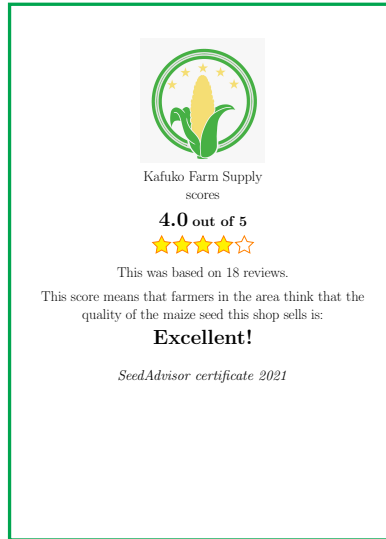 Kafuko Farm Supply
scores
4.0 out of 5
This was based on 18 reviews.
This score means that farmers in the area think that the
quality of the maize seed this shop sells is:
Excellent!
SeedAdvisor certificate 2021